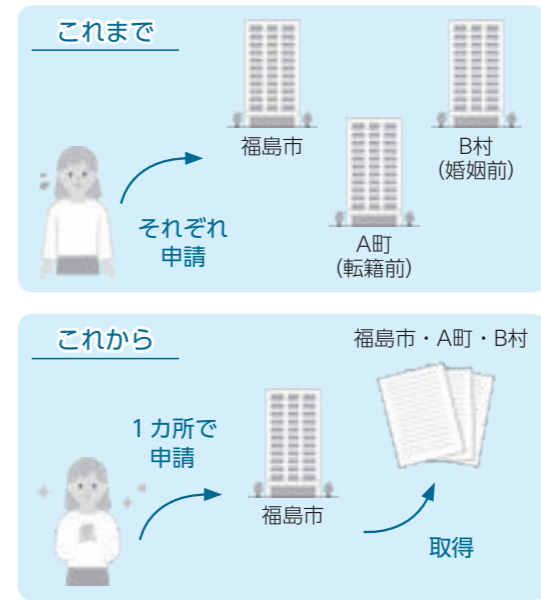 これまで
福島市
B村
(婚姻前)
それぞれ
申請
A町
(転籍前)
これから
福島市・A町・B村
1カ所で
申請
福島市
取得